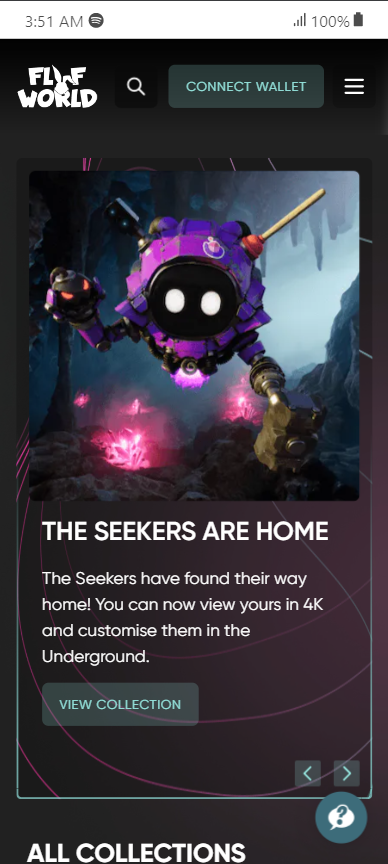 3:51 AM 100%
FLUF
WORLD
CONNECT WALLET
THE SEEKERS ARE HOME
The Seekers have found their way
home! You can now view yours in 4K
and customise them in the
Underground.
VIEW COLLECTION
ALL COLLECTIONS